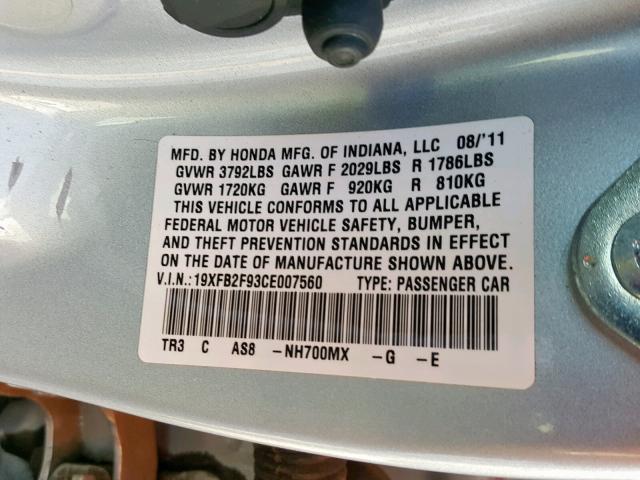 MFD. BY HONDA MFG. OF INDIANA, LLC 08/'11
GVWR 3792LBS GAWR F 2029LBS R 1786LBS
GVWR 1720KG GAWR F 920KG R 810KG
THIS VEHICLE CONFORMS TO ALL APPLICABLE
FEDERAL MOTOR VEHICLE SAFETY, BUMPER,
AND THEFT PREVENTION STANDARDS IN EFFECT
ON THE DATE OF MANUFACTURE SHOWN ABOVE.
V.I.N.:19XFB2F93CE007560 TYPE: PASSENGER CAR
TR3 C AS8 -NH700MX -G -E